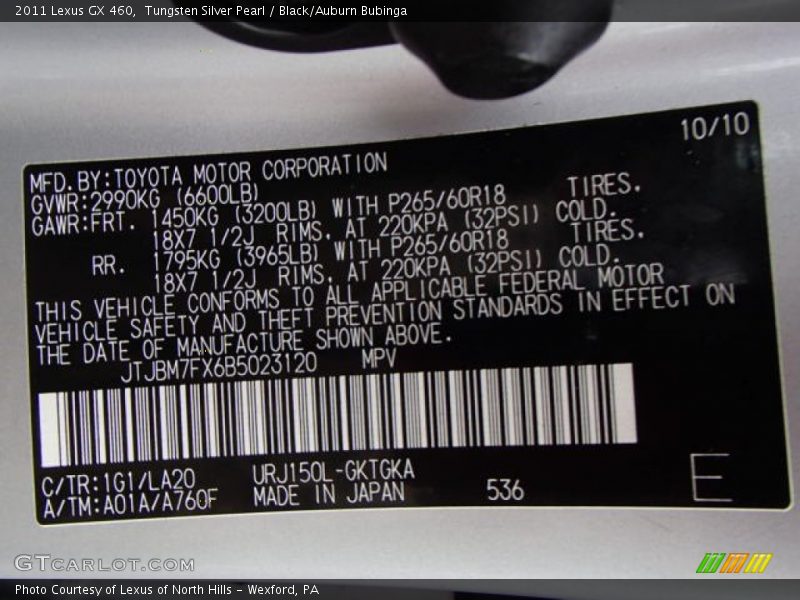 2011 Lexus GX 460, Tungsten Silver Pearl / Black/Auburn Bubinga
10/10
MFD.BY:TOYOTA MOTOR CORPORATION
GVWR:2990KG (6600LB)
GAWR:FRT. 1450KG (3200LB) WITH P265/60R18 TIRES.
18X7 1/2J RIMS. AT 220KPA (32PSI) COLD.
RR. 1795KG (3965LB) WITH P265/60R18 TIRES.
18X7 1/2J RIMS. AT 220KPA (32PSI) COLD.
THIS VEHICLE CONFORMS TO ALL APPLICABLE FEDERAL MOTOR
VEHICLE SAFETY AND THEFT PREVENTION STANDARDS IN EFFECT ON
THE DATE OF MANUFACTURE SHOWN ABOVE.
JTJBM7FX6B5023120 MPV
C/TR:1G1/LA20 URJ150L-GKTGKA
A/TM:A01A/A760F MADE IN JAPAN 536 E
GTCARLOT.COM
Photo Courtesy of Lexus of North Hills - Wexford, PA